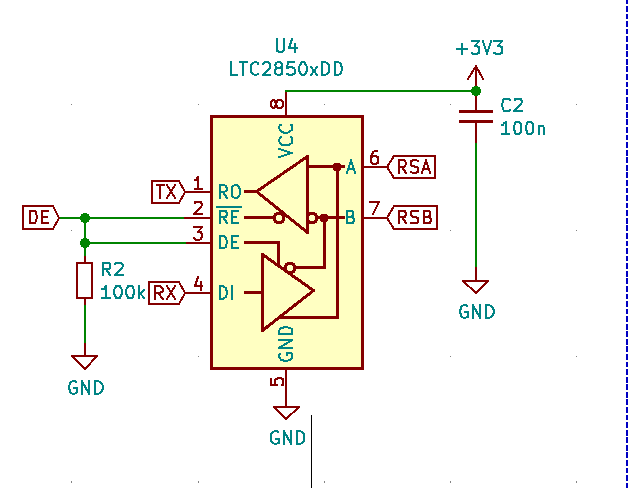 U4
LTC2850xDD
+3V3
8
C2
100n
VCC
6
A
RSA
TX
1
RO
DE
2
RE
7
B
RSB
3
DE
R2
100k
RX
4
DI
GND
GND
GND
5
GND